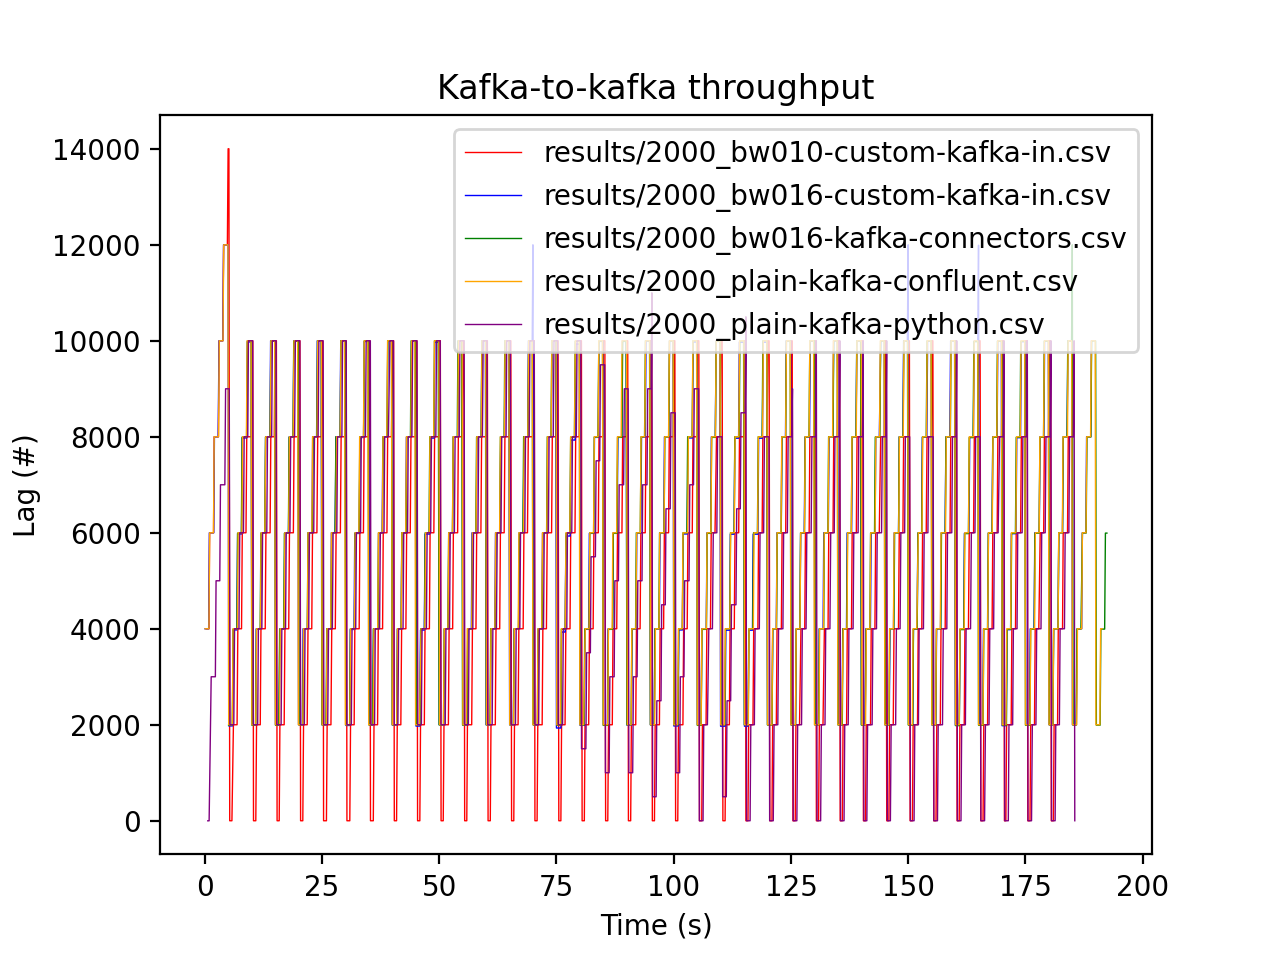 Kafka-to-kafka throughput
results/2000_bw010-custom-kafka-in.csv
results/2000_bw016-custom-kafka-in.csv
results/2000_bw016-kafka-connectors.csv
results/2000_plain-kafka-confluent.csv
results/2000_plain-kafka-python.csv
Lag (#)
14000
12000
10000
8000
6000
4000
2000
0
0 25 50 75 100 125 150 175 200
Time (s)